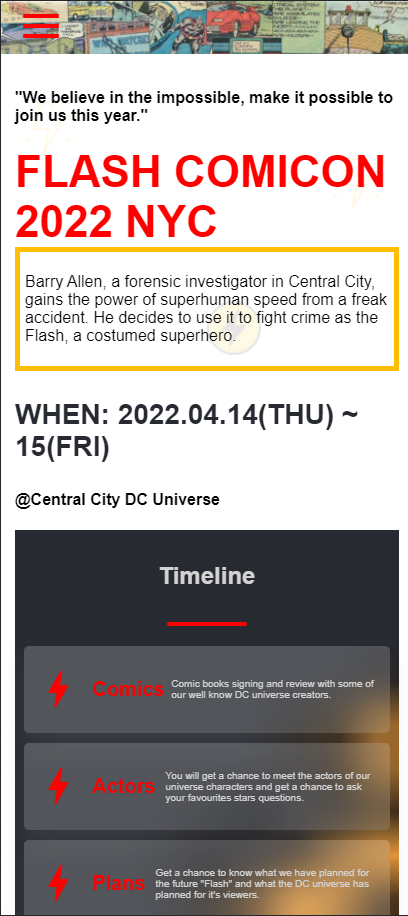 "We believe in the impossible, make it possible to
join us this year."
FLASH COMICON
2022 NYC
Barry Allen, a forensic investigator in Central City,
gains the power of superhuman speed from a freak
accident. He decides to use it to fight crime as the
Flash, a costumed superhero.
WHEN: 2022.04.14(THU) ~
15(FRI)
@Central City DC Universe
Timeline
Comics
Comic books signing and review with some of
our well know DC universe creators.
Actors
You will get a chance to meet the actors of our
universe characters and get a chance to ask
your favourites stars questions.
Plans
Get a chance to know what we have planned for
the future "Flash" and what the DC universe has
planned for it's viewers.